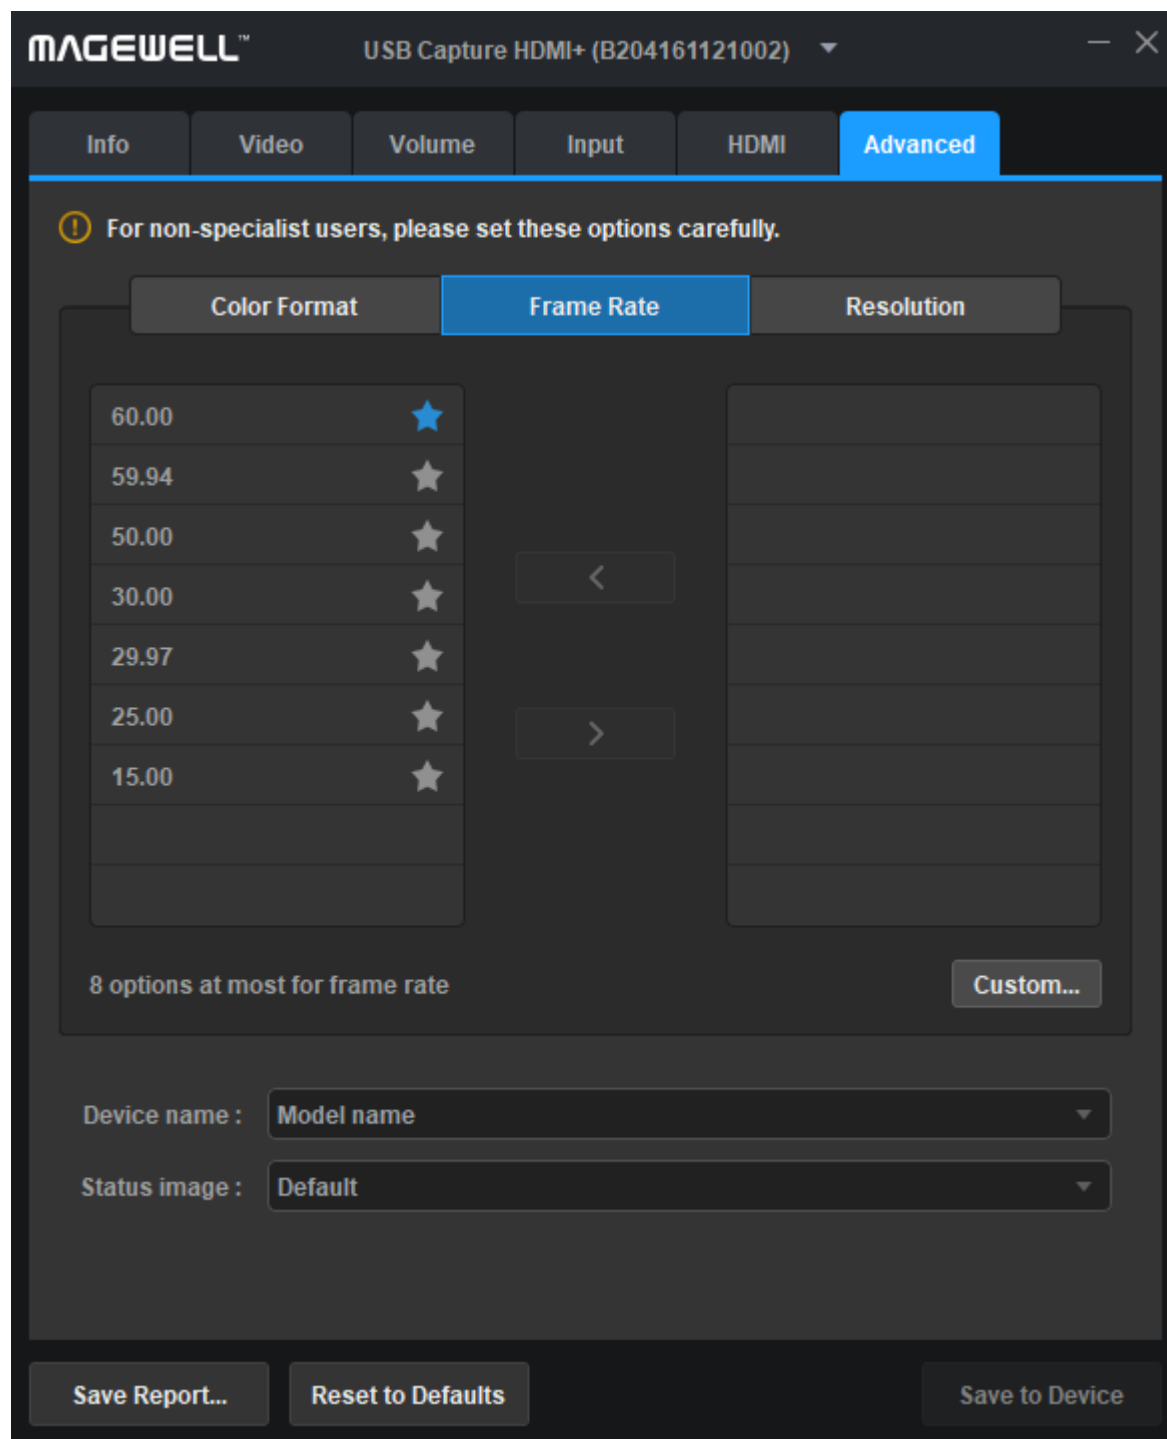 MAGEWELL™ USB Capture HDMI+ (B204161121002)
Info Video Volume Input HDMI Advanced
For non-specialist users, please set these options carefully.
Color Format Frame Rate Resolution
60.00
59.94
50.00
30.00
29.97
25.00
15.00
8 options at most for frame rate Custom...
Device name : Model name
Status image : Default
Save Report... Reset to Defaults Save to Device